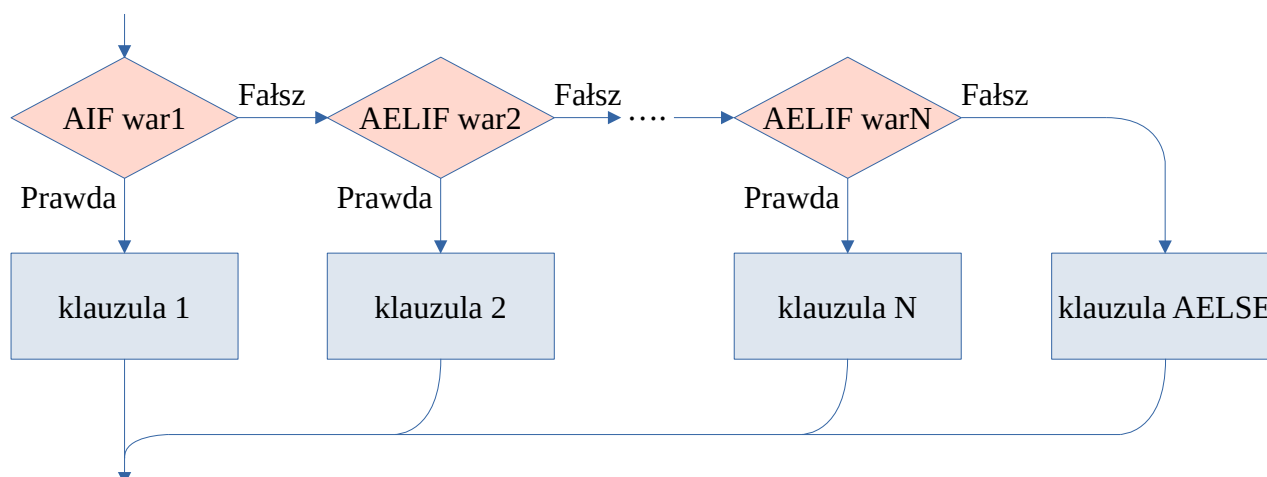 Fałsz
Fałsz
Fałsz
AIF war1
AELIF war2
....
AELIF warN
Prawda
Prawda
Prawda
klauzula 1
klauzula 2
klauzula N
klauzula AELSE